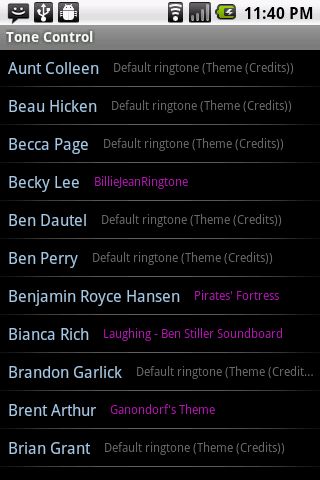 11:40 PM
Tone Control
Aunt Colleen Default ringtone (Theme (Credits))
Beau Hicken Default ringtone (Theme (Credits))
Becca Page Default ringtone (Theme (Credits))
Becky Lee BillieJeanRingtone
Ben Dautel Default ringtone (Theme (Credits))
Ben Perry Default ringtone (Theme (Credits))
Benjamin Royce Hansen Pirates' Fortress
Bianca Rich Laughing - Ben Stiller Soundboard
Brandon Garlick Default ringtone (Theme (Credit...
Brent Arthur Ganondorf's Theme
Brian Grant Default ringtone (Theme (Credits))